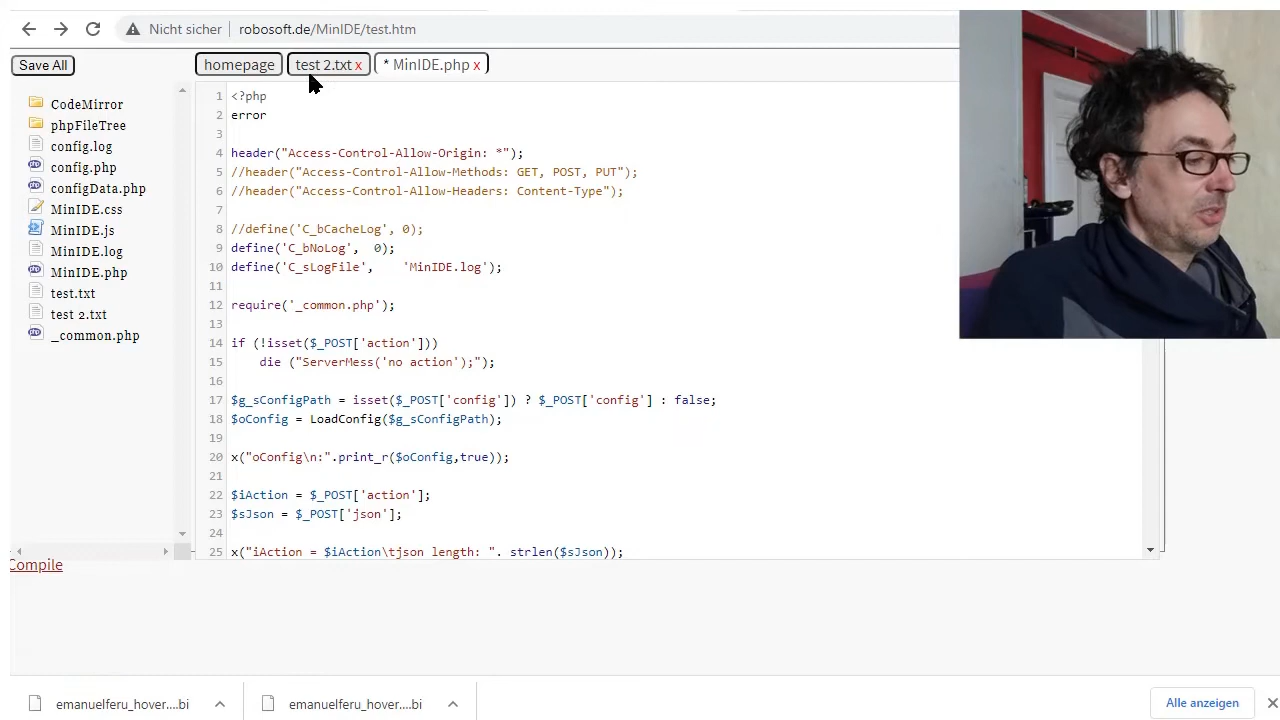 Nicht sicher | robosoft.de/MinIDE/test.htm
Save All
homepage
test 2.txt x
* MinIDE.php x
CodeMirror
phpFileTree
config.log
config.php
configData.php
MinIDE.css
MinIDE.js
MinIDE.log
MinIDE.php
test.txt
test 2.txt
_common.php
1 <?php
2 error
3
4 header("Access-Control-Allow-Origin: *");
5 //header("Access-Control-Allow-Methods: GET, POST, PUT");
6 //header("Access-Control-Allow-Headers: Content-Type");
7
8 //define('C_bCacheLog', 0);
9 define('C_bNoLog',  0);
10 define('C_sLogFile',    'MinIDE.log');
11
12 require('_common.php');
13
14 if (!isset($_POST['action']))
15     die ("ServerMess('no action');");
16
17 $g_sConfigPath = isset($_POST['config']) ? $_POST['config'] : false;
18 $oConfig = LoadConfig($g_sConfigPath);
19
20 x("oConfig\n:".print_r($oConfig,true));
21
22 $iAction = $_POST['action'];
23 $sJson = $_POST['json'];
24
25 x("iAction = $iAction\tjson length: ". strlen($sJson));
Compile
emanuelferu_hover....bi
emanuelferu_hover....bi
Alle anzeigen